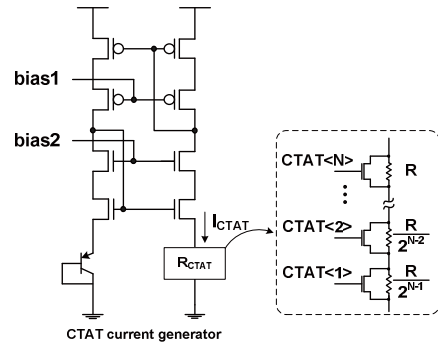 bias1
bias2
I_CTAT
R_CTAT
CTAT current generator
CTAT<N>
R
CTAT<2>
R
2^N-2
CTAT<1>
R
2^N-1